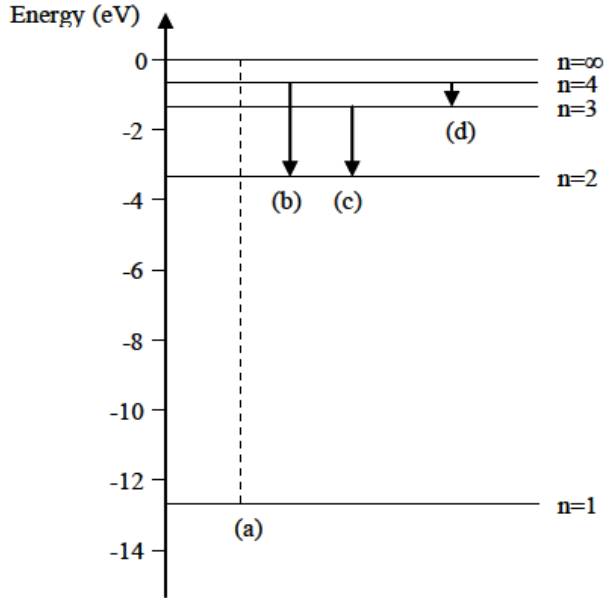 Energy (eV)
0
n=∞
n=4
n=3
-2
(d)
n=2
-4
(b)
(c)
-6
-8
-10
-12
n=1
(a)
-14